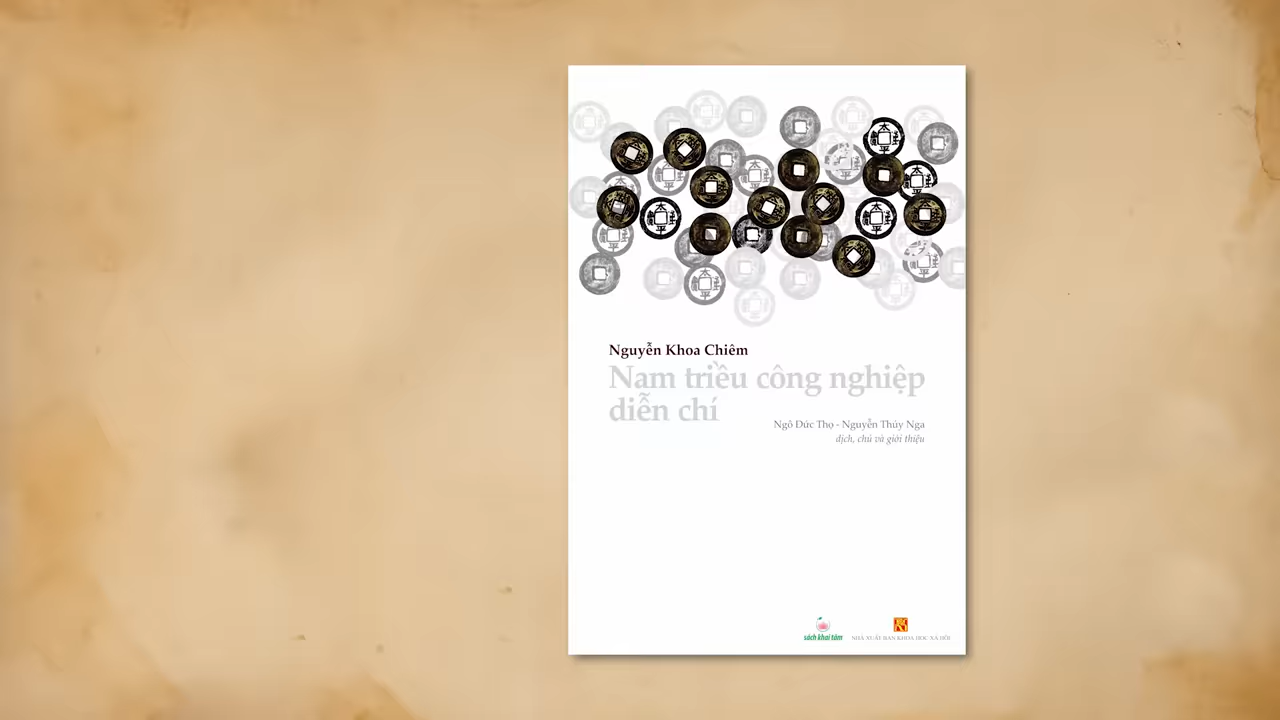 Nguyễn Khoa Chiêm
Nam triều công nghiệp
diễn chí
Ngô Đức Thọ - Nguyễn Thúy Nga
dịch, chú và giới thiệu
sách khai tâm
NHÀ XUẤT BẢN KHOA HỌC XÃ HỘI